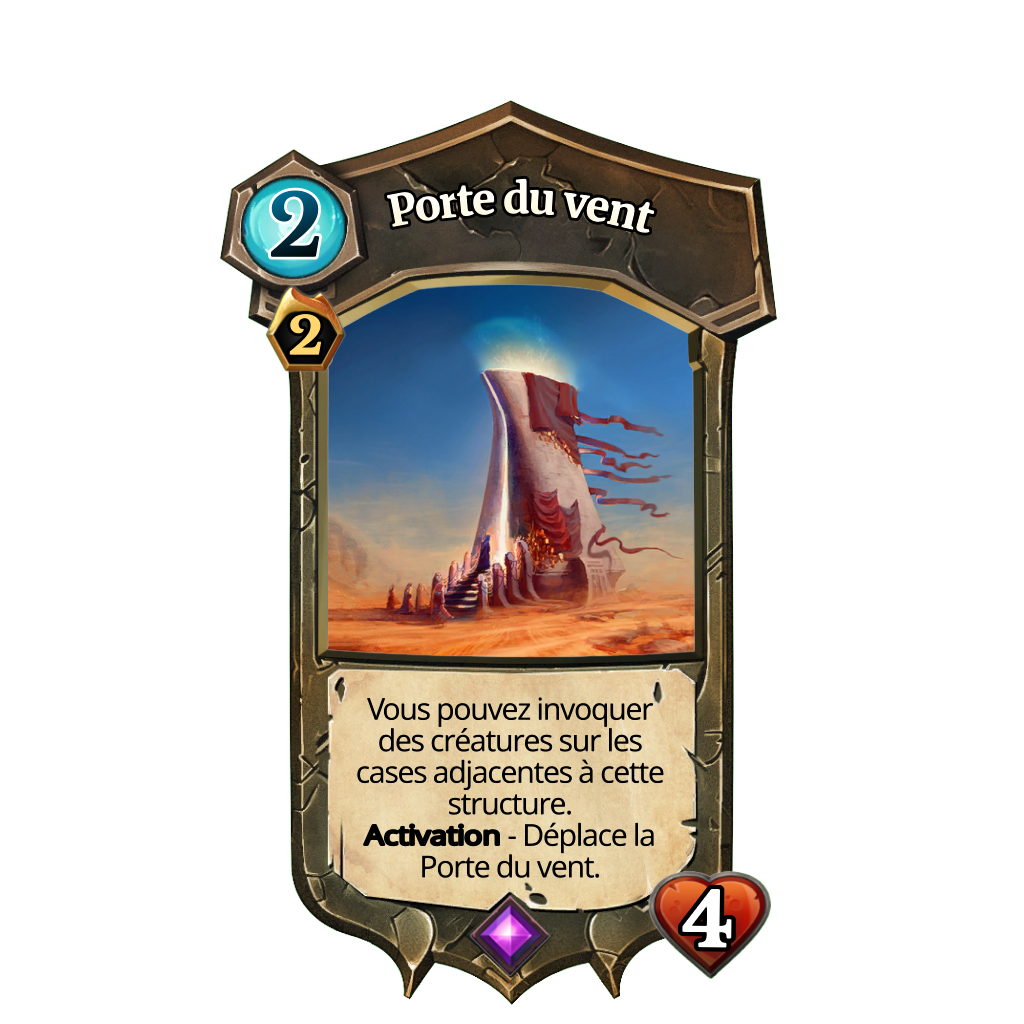 Porte du vent
2
2
Vous pouvez invoquer
des créatures sur les
cases adjacentes à cette
structure.
Activation - Déplace la
Porte du vent.
4